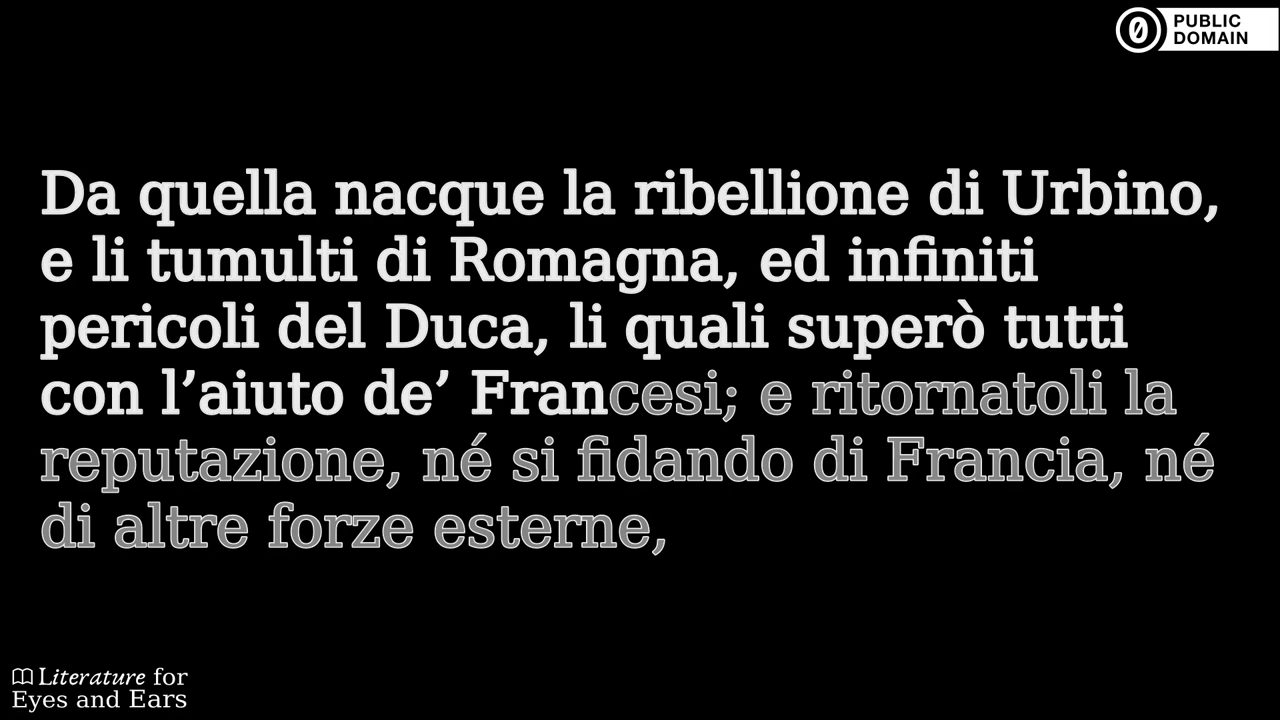 PUBLIC
DOMAIN
Da quella nacque la ribellione di Urbino,
e li tumulti di Romagna, ed infiniti
pericoli del Duca, li quali superò tutti
con l’aiuto de’ Francesi; e ritornatoli la
reputazione, né si fidando di Francia, né
di altre forze esterne,
Literature for
Eyes and Ears